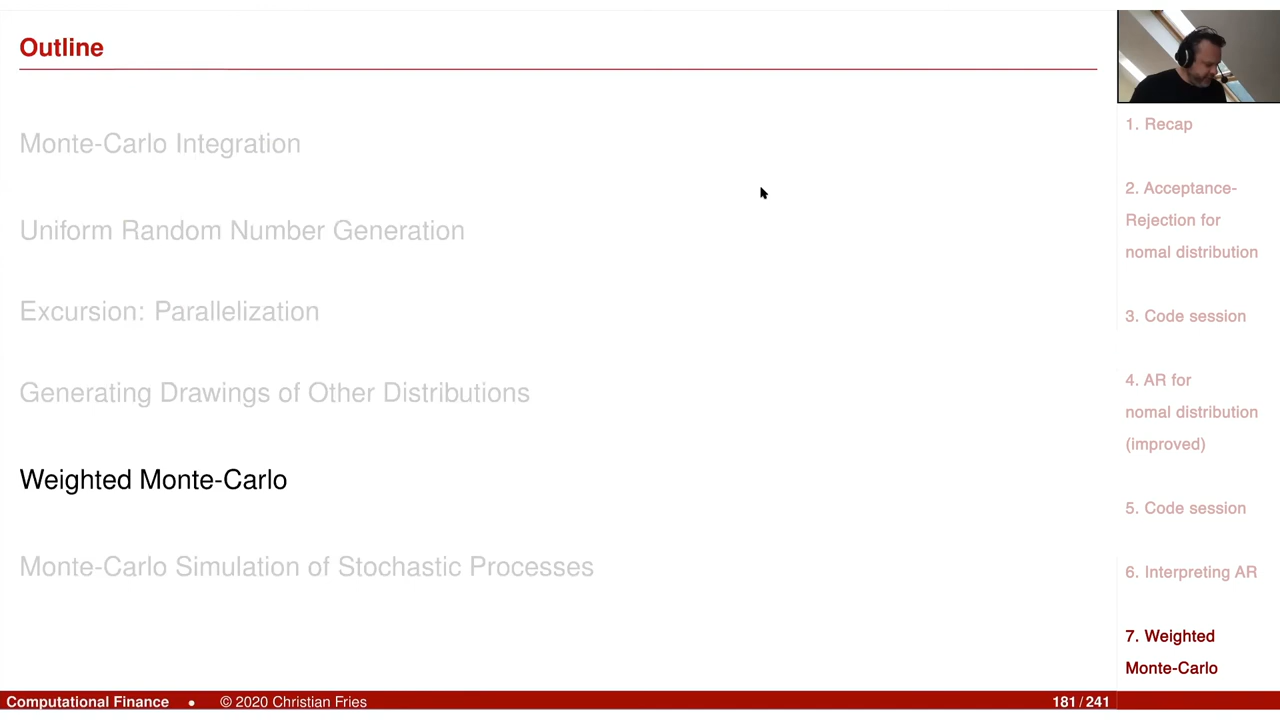 Outline
Monte-Carlo Integration
Uniform Random Number Generation
Excursion: Parallelization
Generating Drawings of Other Distributions
Weighted Monte-Carlo
Monte-Carlo Simulation of Stochastic Processes
1. Recap
2. Acceptance-
Rejection for
nomal distribution
3. Code session
4. AR for
nomal distribution
(improved)
5. Code session
6. Interpreting AR
7. Weighted
Monte-Carlo
Computational Finance • © 2020 Christian Fries 181 / 241